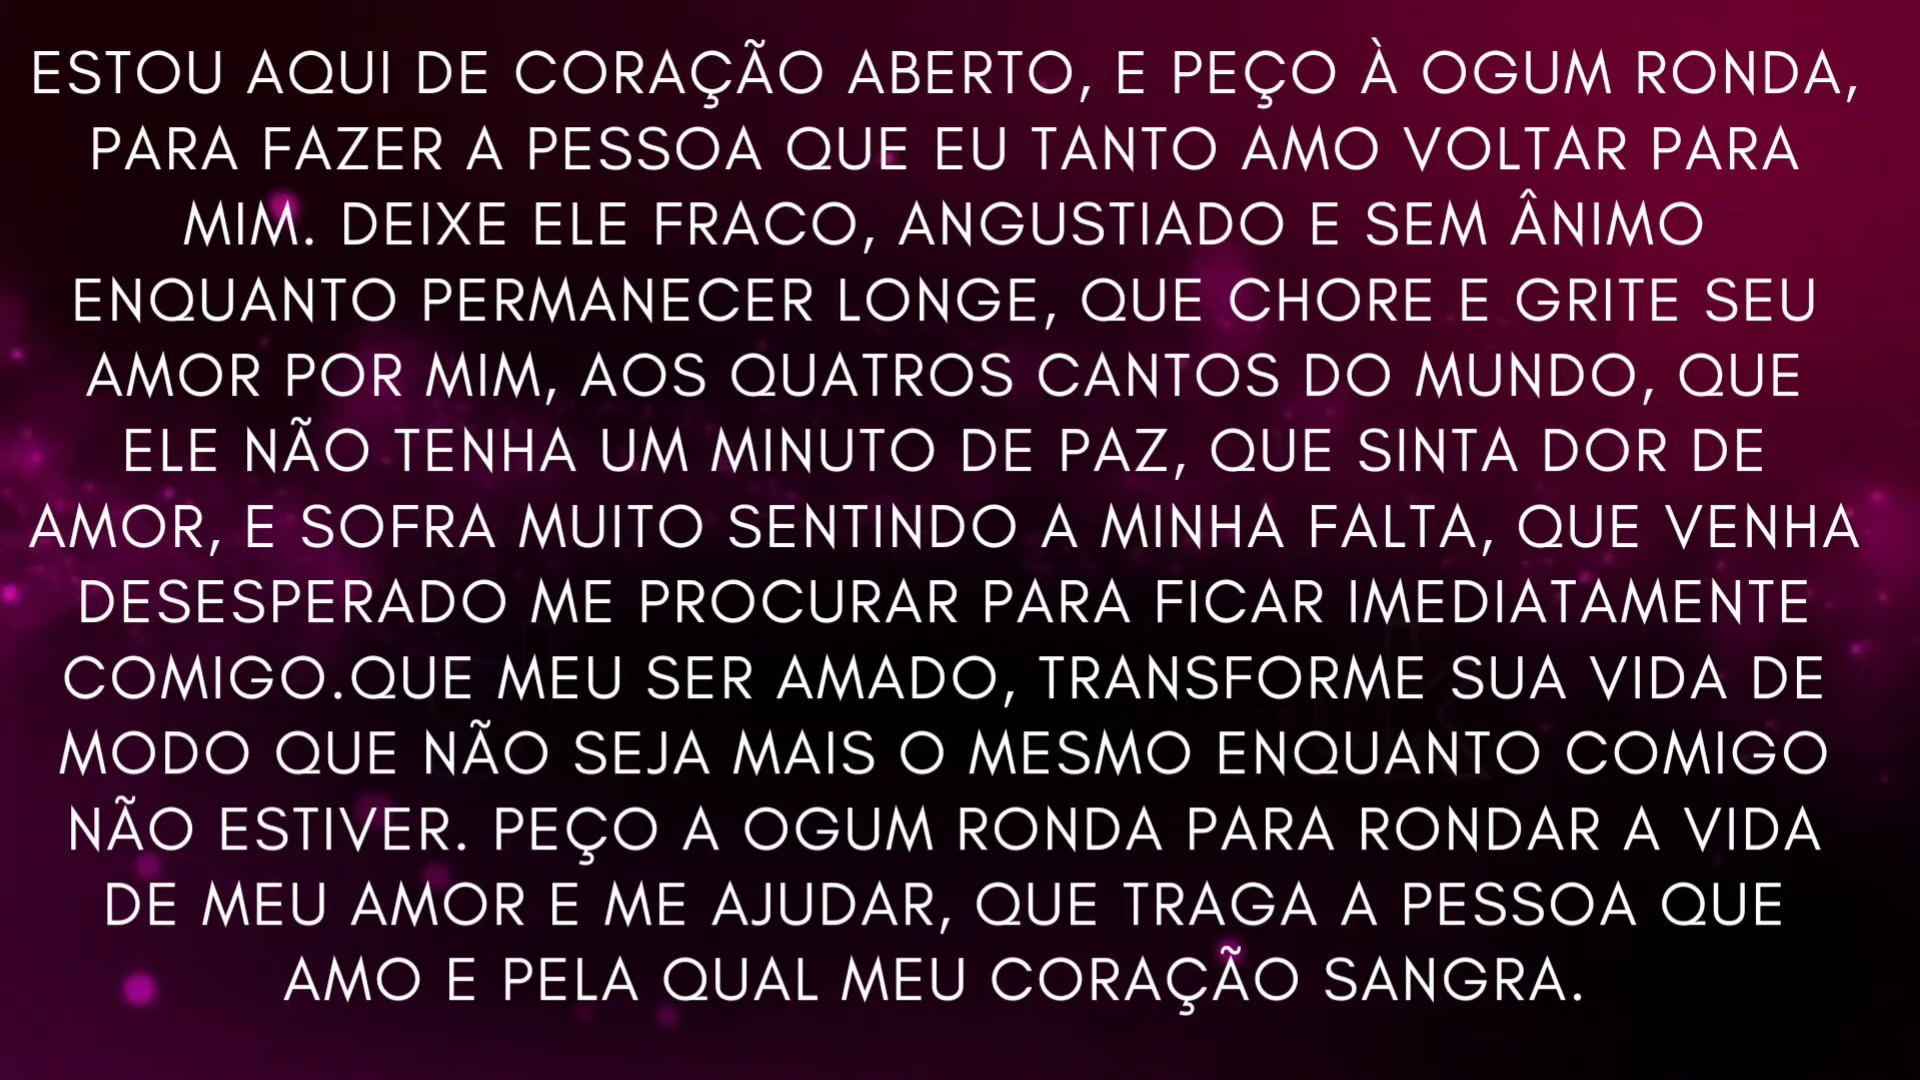 ESTOU AQUI DE CORAÇÃO ABERTO, E PEÇO À OGUM RONDA,
PARA FAZER A PESSOA QUE EU TANTO AMO VOLTAR PARA
MIM. DEIXE ELE FRACO, ANGUSTIADO E SEM ÂNIMO
ENQUANTO PERMANECER LONGE, QUE CHORE E GRITE SEU
AMOR POR MIM, AOS QUATROS CANTOS DO MUNDO, QUE
ELE NÃO TENHA UM MINUTO DE PAZ, QUE SINTA DOR DE
AMOR, E SOFRA MUITO SENTINDO A MINHA FALTA, QUE VENHA
DESESPERADO ME PROCURAR PARA FICAR IMEDIATAMENTE
COMIGO.QUE MEU SER AMADO, TRANSFORME SUA VIDA DE
MODO QUE NÃO SEJA MAIS O MESMO ENQUANTO COMIGO
NÃO ESTIVER. PEÇO A OGUM RONDA PARA RONDAR A VIDA
DE MEU AMOR E ME AJUDAR, QUE TRAGA A PESSOA QUE
AMO E PELA QUAL MEU CORAÇÃO SANGRA.